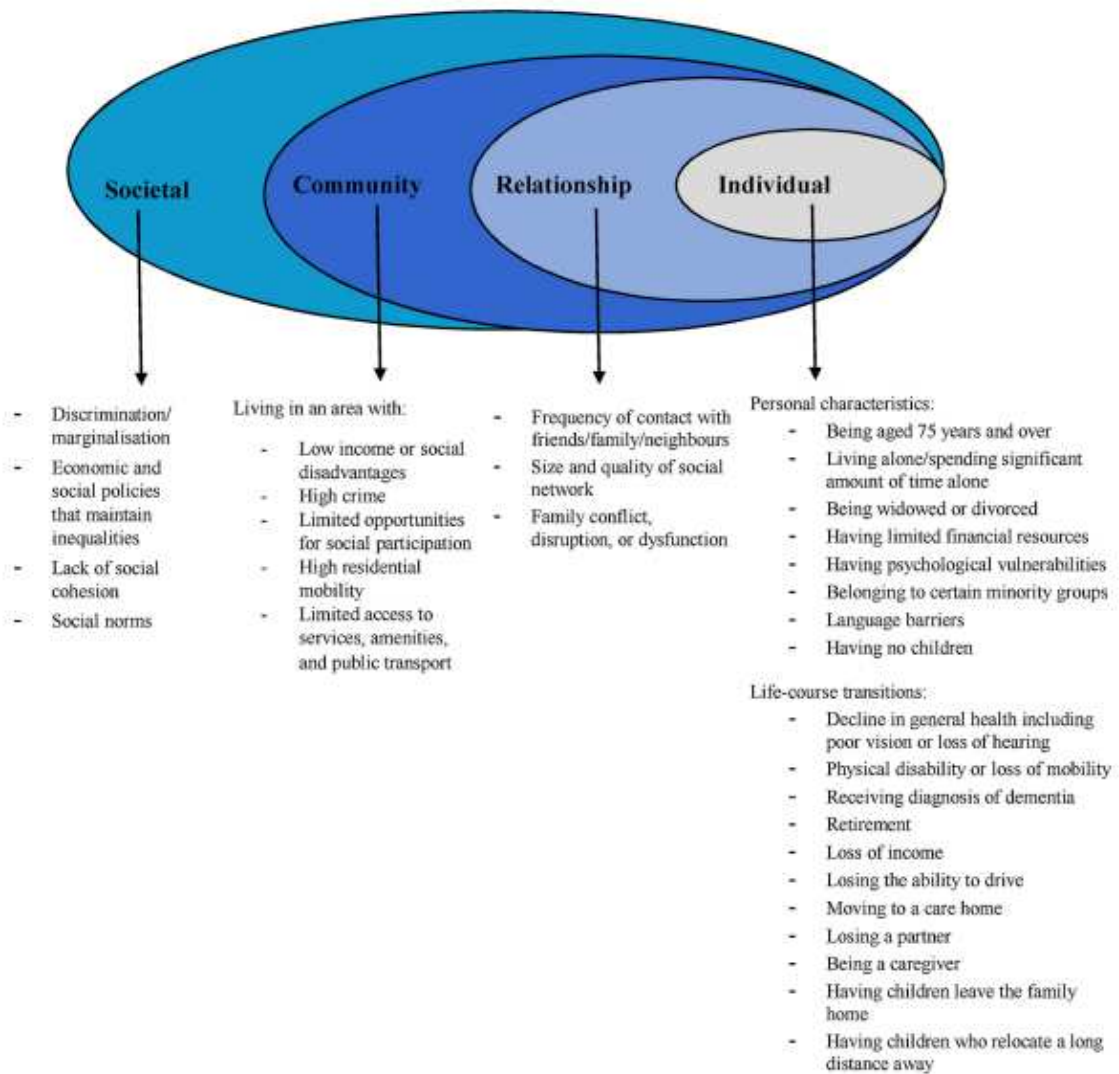 Societal
Community
Relationship
Individual
- Discrimination/
marginalisation
- Economic and
social policies
that maintain
inequalities
- Lack of social
cohesion
- Social norms
Living in an area with:
- Low income or social
disadvantages
- High crime
- Limited opportunities
for social participation
- High residential
mobility
- Limited access to
services, amenities,
and public transport
- Frequency of contact with
friends/family/neighbours
- Size and quality of social
network
- Family conflict,
disruption, or dysfunction
Personal characteristics:
- Being aged 75 years and over
- Living alone/spending significant
amount of time alone
- Being widowed or divorced
- Having limited financial resources
- Having psychological vulnerabilities
- Belonging to certain minority groups
- Language barriers
- Having no children
Life-course transitions:
- Decline in general health including
poor vision or loss of hearing
- Physical disability or loss of mobility
- Receiving diagnosis of dementia
- Retirement
- Loss of income
- Losing the ability to drive
- Moving to a care home
- Losing a partner
- Being a caregiver
- Having children leave the family
home
- Having children who relocate a long
distance away